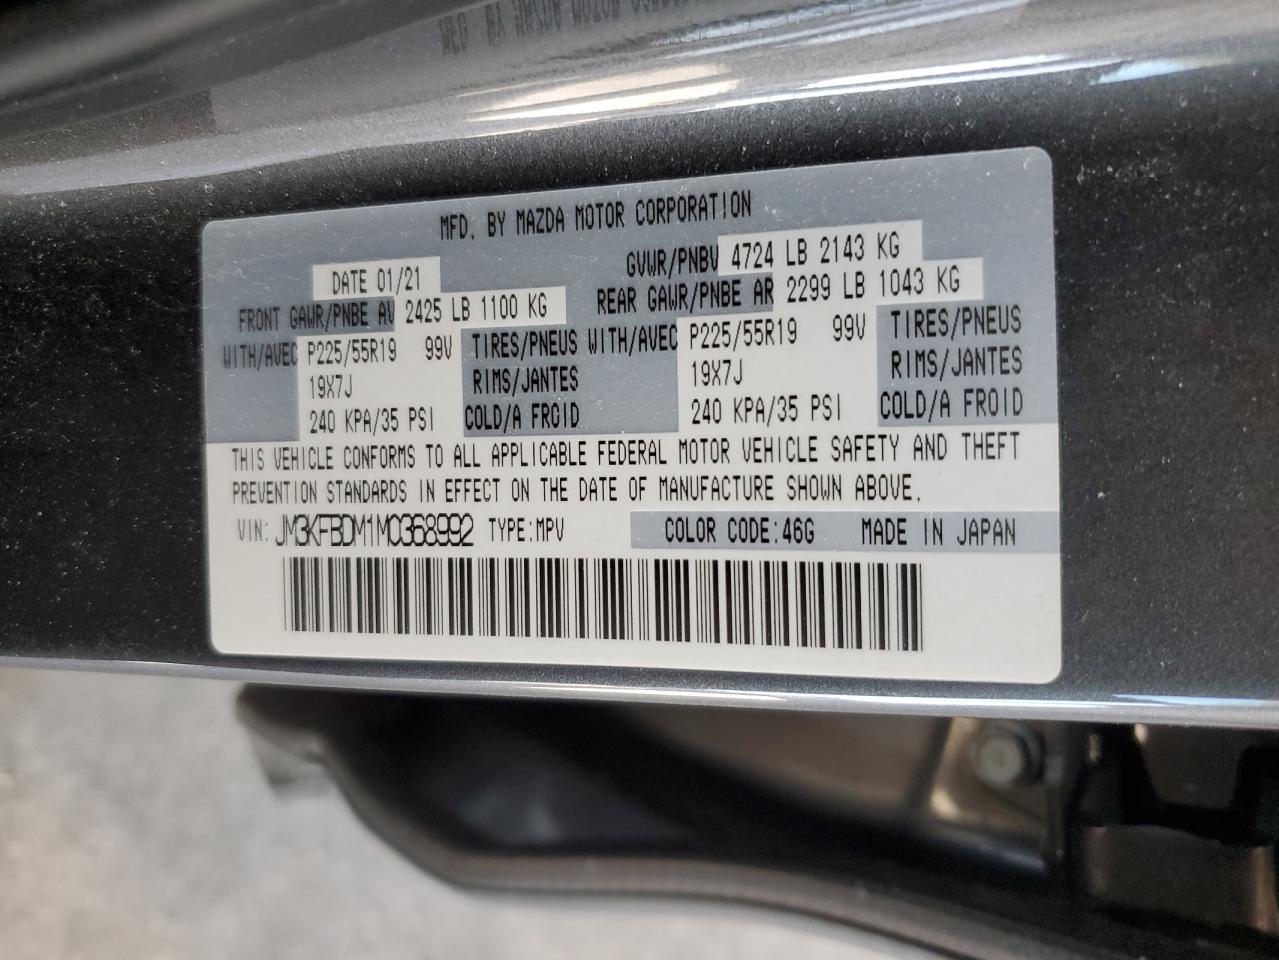 MFD. BY MAZDA MOTOR CORPORATION
DATE 01/21 GVWR/PNBV 4724 LB 2143 KG
FRONT GAWR/PNBE AV 2425 LB 1100 KG REAR GAWR/PNBE AR 2299 LB 1043 KG
WITH/AVEC P225/55R19 99V TIRES/PNEUS WITH/AVEC P225/55R19 99V TIRES/PNEUS
19X7J RIMS/JANTES 19X7J RIMS/JANTES
240 KPA/35 PSI COLD/A FROID 240 KPA/35 PSI COLD/A FROID
THIS VEHICLE CONFORMS TO ALL APPLICABLE FEDERAL MOTOR VEHICLE SAFETY AND THEFT
PREVENTION STANDARDS IN EFFECT ON THE DATE OF MANUFACTURE SHOWN ABOVE.
VIN: JM3KFBDM1M0368992 TYPE:MPV COLOR CODE:46G MADE IN JAPAN